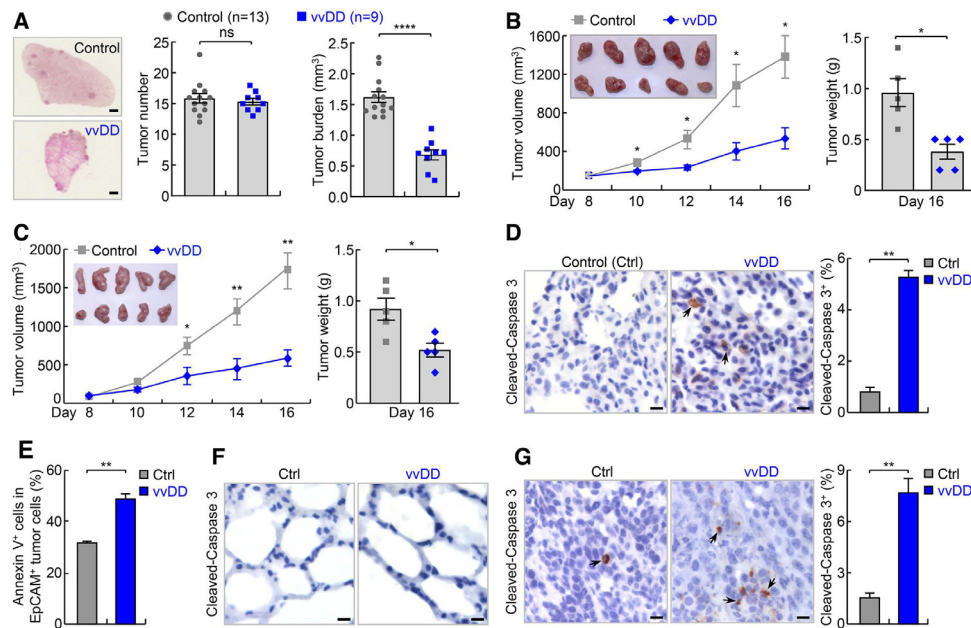 A
Control (n=13)
vvDD (n=9)
Control
vvDD
Tumor number
25
20
15
10
5
0
ns
Tumor burden (mm³)
2.5
2.0
1.5
1.0
0.5
0.0
****
B
Control
vvDD
Tumor volume (mm³)
1600
1200
800
400
0
*
*
*
*
Day 8 10 12 14 16
Tumor weight (g)
1.5
1.0
0.5
0.0
*
Day 16
C
Control
vvDD
Tumor volume (mm³)
2000
1500
1000
500
0
*
**
**
Day 8 10 12 14 16
Tumor weight (g)
1.5
1.0
0.5
0.0
*
Day 16
D
Control (Ctrl)
vvDD
Cleaved-Caspase 3
Cleaved-Caspase 3⁺ (%)
6
4
2
0
**
Ctrl
vvDD
E
Annexin V⁺ cells in
EpCAM⁺ tumor cells (%)
60
40
20
0
**
Ctrl
vvDD
F
Ctrl
vvDD
Cleaved-Caspase 3
G
Ctrl
vvDD
Cleaved-Caspase 3
Cleaved-Caspase 3⁺ (%)
9
6
3
0
**
Ctrl
vvDD